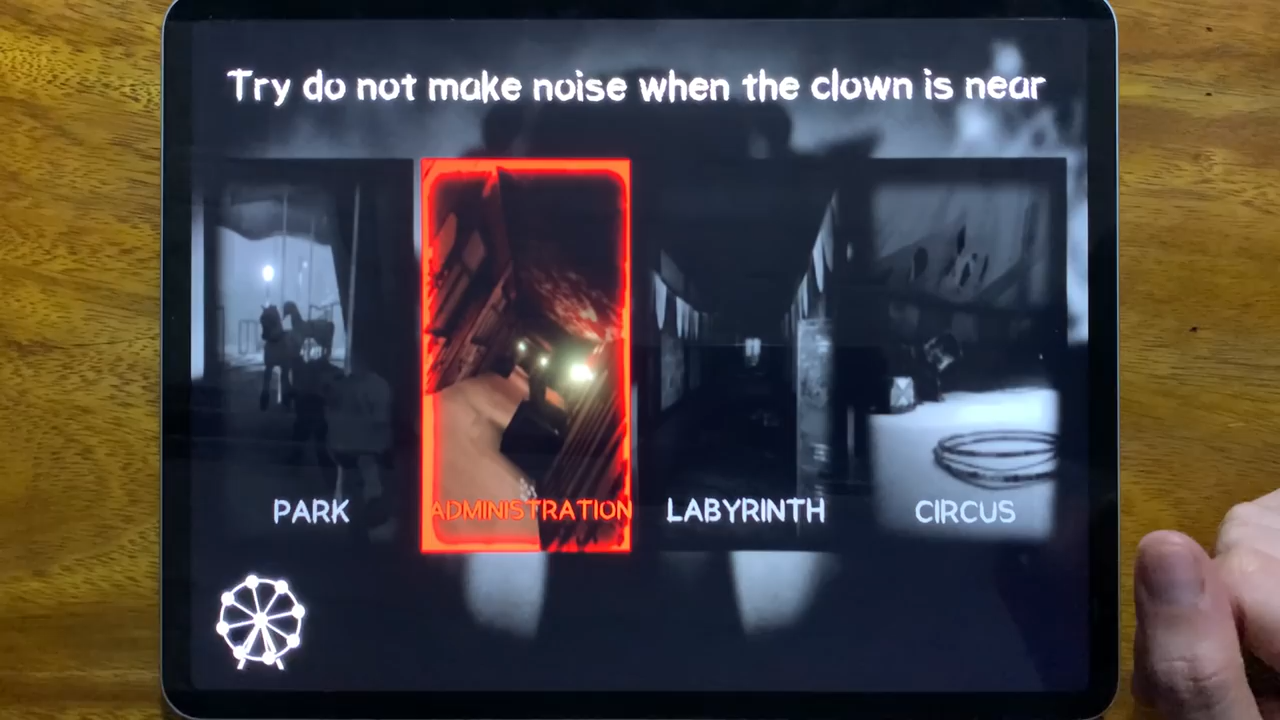 Try do not make noise when the clown is near
PARK
ADMINISTRATION
LABYRINTH
CIRCUS